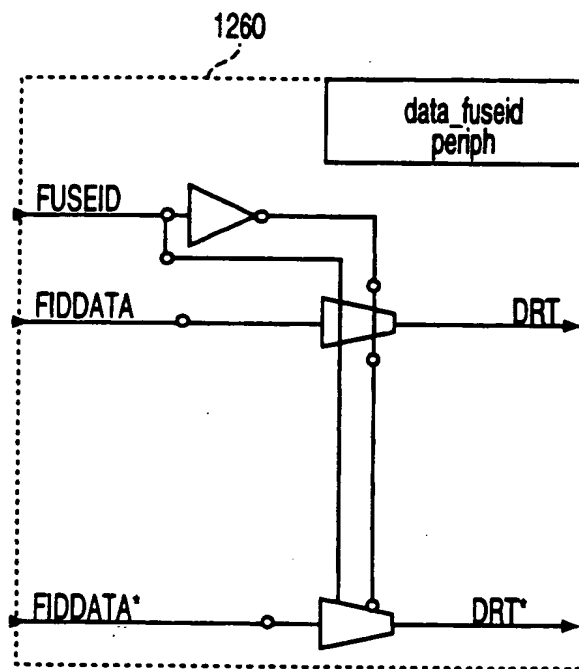 1260
data_fuseid
periph
FUSEID
FIDDATA
DRT
FIDDATA*
DRT*